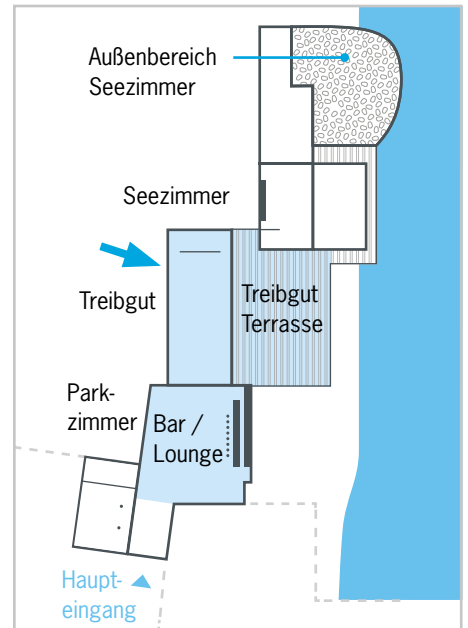 Außenbereich
Seezimmer
Seezimmer
Treibgut
Treibgut
Terrasse
Park-
zimmer
Bar /
Lounge
Haupt-
eingang